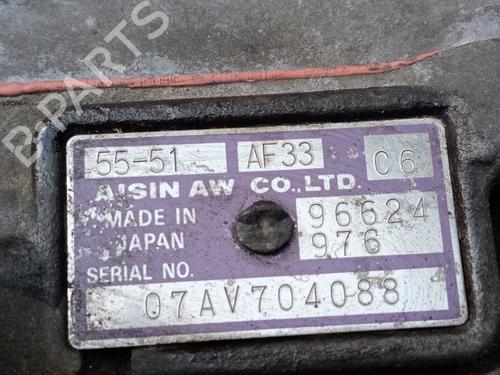 B-PARTS
55-51 AF33 C6
AISIN AW CO.,LTD.
MADE IN JAPAN
96624
976
SERIAL NO.
07AV704088